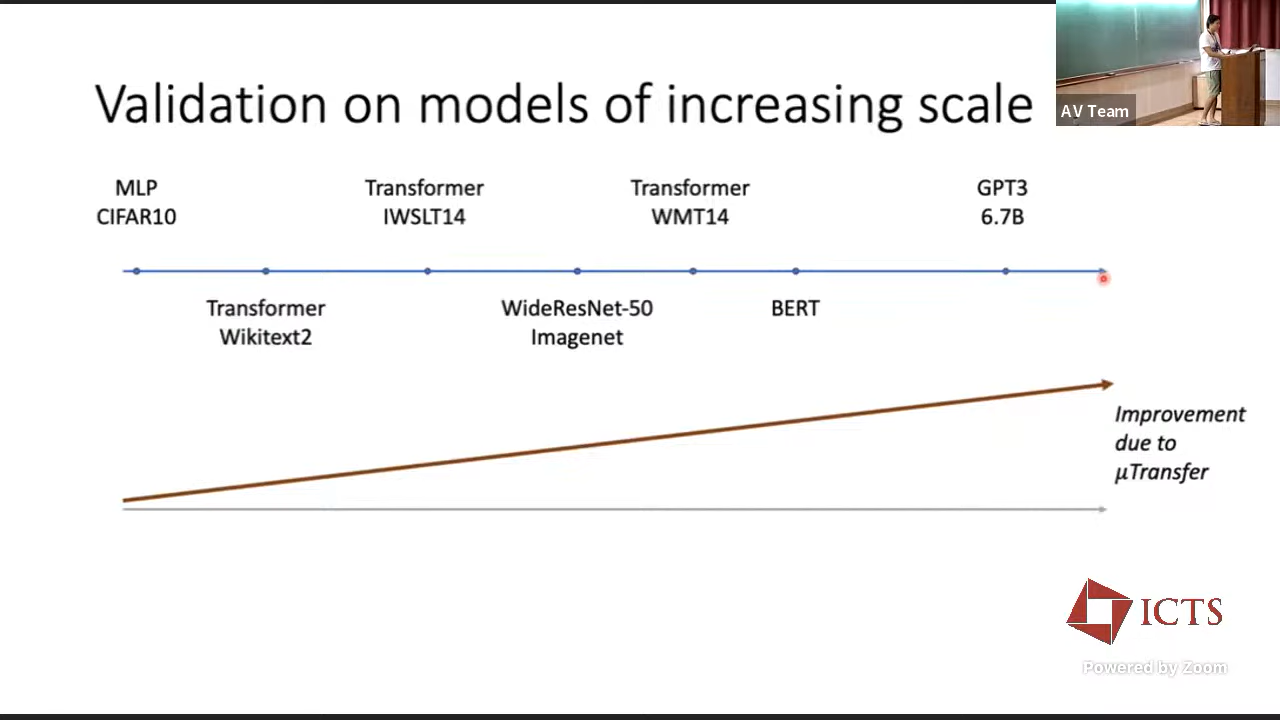 Validation on models of increasing scale
AV Team
MLP
CIFAR10
Transformer
IWSLT14
Transformer
WMT14
GPT3
6.7B
Transformer
Wikitext2
WideResNet-50
Imagenet
BERT
Improvement
due to
μTransfer
ICTS
Powered by Zoom